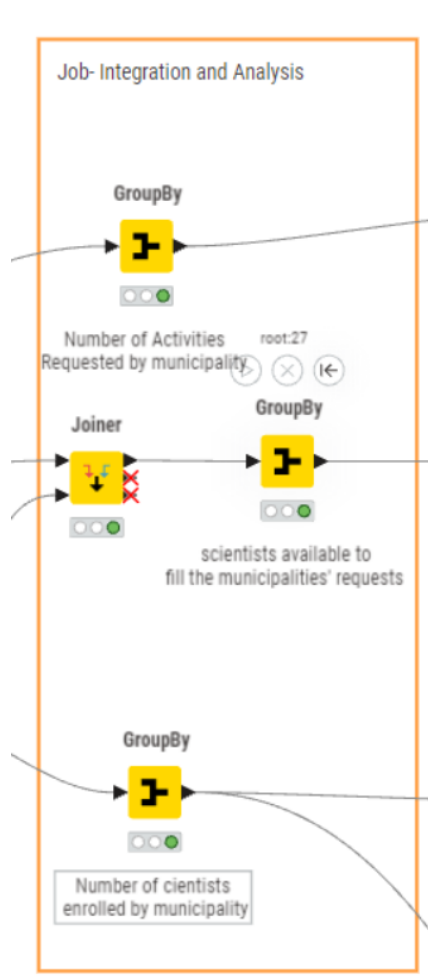 Job- Integration and Analysis
GroupBy
Number of Activities
Requested by municipality
root:27
Joiner
GroupBy
scientists available to
fill the municipalities' requests
GroupBy
Number of cientists
enrolled by municipality